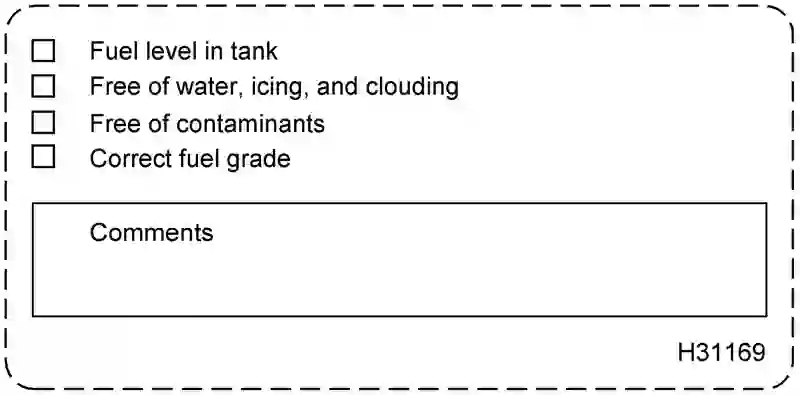 Fuel level in tank
Free of water, icing, and clouding
Free of contaminants
Correct fuel grade
Comments
H31169